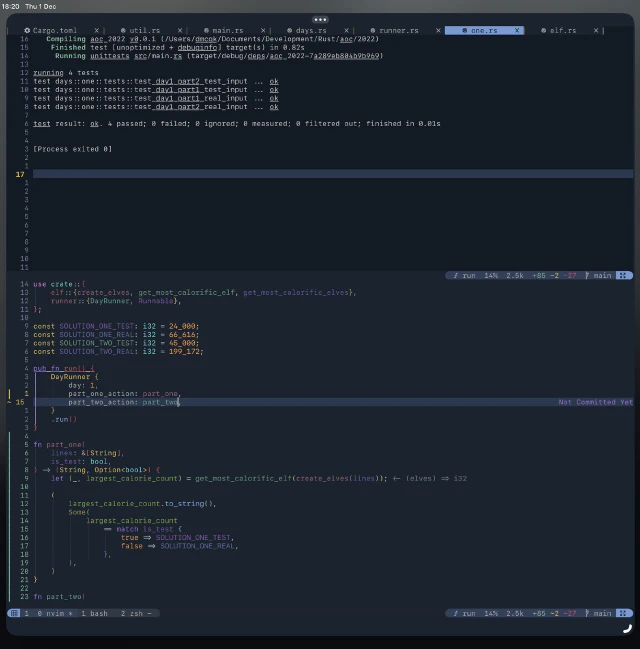 18:20 Thu 1 Dec
Cargo.toml X util.rs X main.rs X days.rs X runner.rs X one.rs X elf.rs X
16 Compiling aoc_2022 v0.0.1 (/Users/dmcgk/Documents/Development/Rust/aoc/2022)
15 Finished test [unoptimized + debuginfo] target(s) in 0.82s
14 Running unittests src/main.rs (target/debug/deps/aoc_2022-7a289eb80a6b9b969)
13
12 running 4 tests
11 test days::one::tests::test_day1_part2_test_input ... ok
10 test days::one::tests::test_day1_part1_test_input ... ok
9 test days::one::tests::test_day1_part1_real_input ... ok
8 test days::one::tests::test_day1_part2_real_input ... ok
7
6 test result: ok. 4 passed; 0 failed; 0 ignored; 0 measured; 0 filtered out; finished in 0.01s
5
4
3 [Process exited 0]
2
1
17
1
2
3
4
5
6
7
8
9
10
11
run 14% 2.5k +85 ~2 -27 main
14 use crate::{
13 elf::{create_elves, get_most_calorific_elf, get_most_calorific_elves},
12 runner::{DayRunner, Runnable},
11 };
10
9 const SOLUTION_ONE_TEST: i32 = 24_000;
8 const SOLUTION_ONE_REAL: i32 = 66_616;
7 const SOLUTION_TWO_TEST: i32 = 45_000;
6 const SOLUTION_TWO_REAL: i32 = 199_172;
5
4 pub fn run() {
3 DayRunner {
2 day: 1,
1 part_one_action: part_one,
~ 15 part_two_action: part_two, Not Committed Yet
1 }
2 .run()
3 }
4
5 fn part_one(
6 lines: &[String],
7 is_test: bool,
8 ) → (String, Option<bool>) {
9 let (_, largest_calorie_count) = get_most_calorific_elf(create_elves(lines)); ← (elves) ⇒ i32
10
11 (
12 largest_calorie_count.to_string(),
13 Some(
14 largest_calorie_count
15 == match is_test {
16 true ⇒ SOLUTION_ONE_TEST,
17 false ⇒ SOLUTION_ONE_REAL,
18 },
19 ),
20 )
21 }
22
23 fn part_two(
1 0 nvim * 1 bash 2 zsh - run 14% 2.5k +85 ~2 -27 main